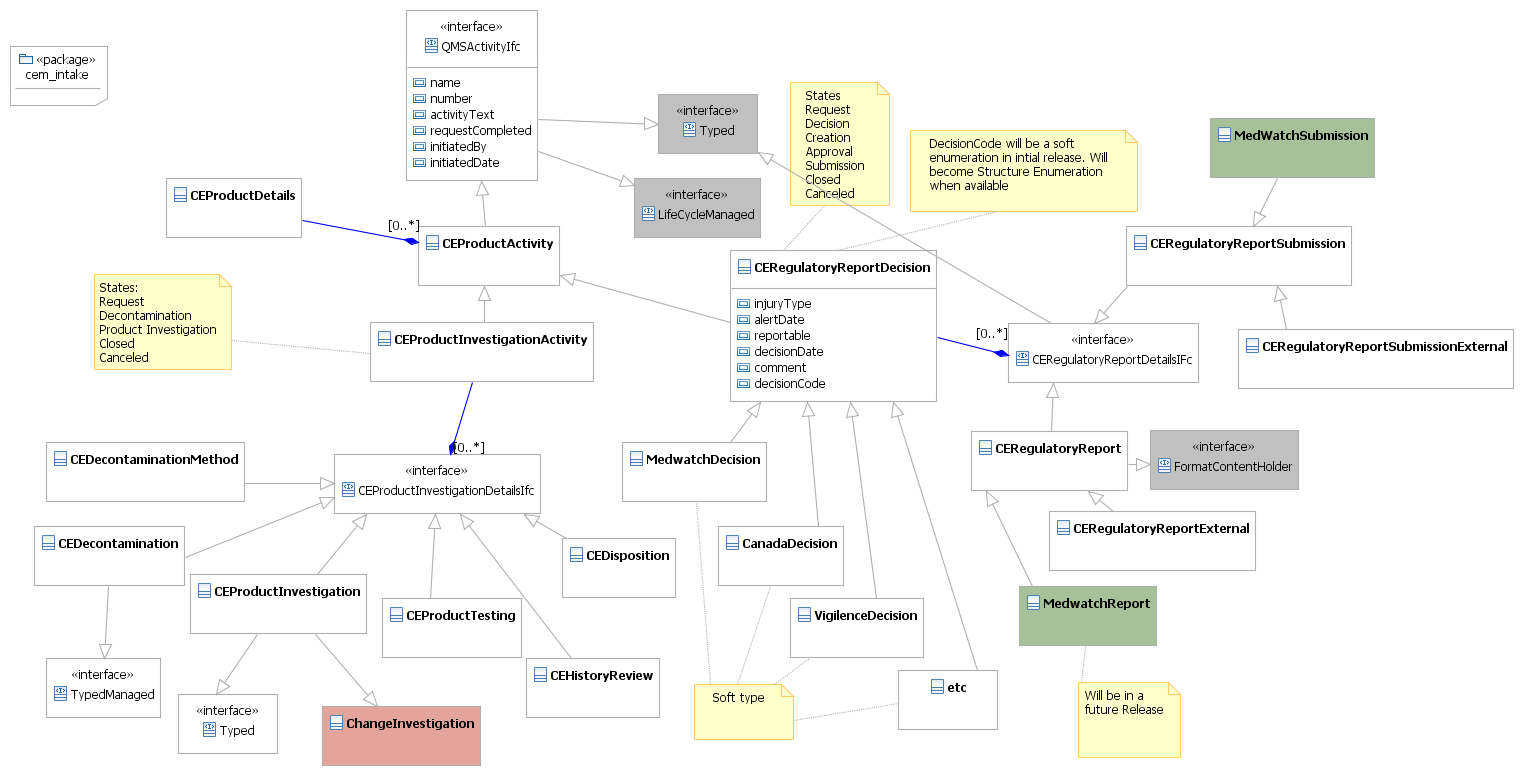 «package»
cem_intake
«interface»
QMSActivityIfc
name
number
activityText
requestCompleted
initiatedBy
initiatedDate
«interface»
Typed
«interface»
LifeCycleManaged
States
Request
Decision
Creation
Approval
Submission
Closed
Canceled
DecisionCode will be a soft
enumeration in intial release. Will
become Structure Enumeration
when available
MedWatchSubmission
CEProductDetails
[0..*]
CEProductActivity
CERegulatoryReportSubmission
CERegulatoryReportDecision
injuryType
alertDate
reportable
decisionDate
comment
decisionCode
States:
Request
Decontamination
Product Investigation
Closed
Canceled
CEProductInvestigationActivity
[0..*]
«interface»
CERegulatoryReportDetailsIFc
CERegulatoryReportSubmissionExternal
[0..*]
«interface»
CEProductInvestigationDetailsIfc
CEDecontaminationMethod
MedwatchDecision
CERegulatoryReport
«interface»
FormatContentHolder
CEDecontamination
CEDisposition
CanadaDecision
CERegulatoryReportExternal
CEProductInvestigation
CEProductTesting
VigilenceDecision
MedwatchReport
«interface»
TypedManaged
CEHistoryReview
etc
«interface»
Typed
ChangeInvestigation
Soft type
Will be in a
future Release